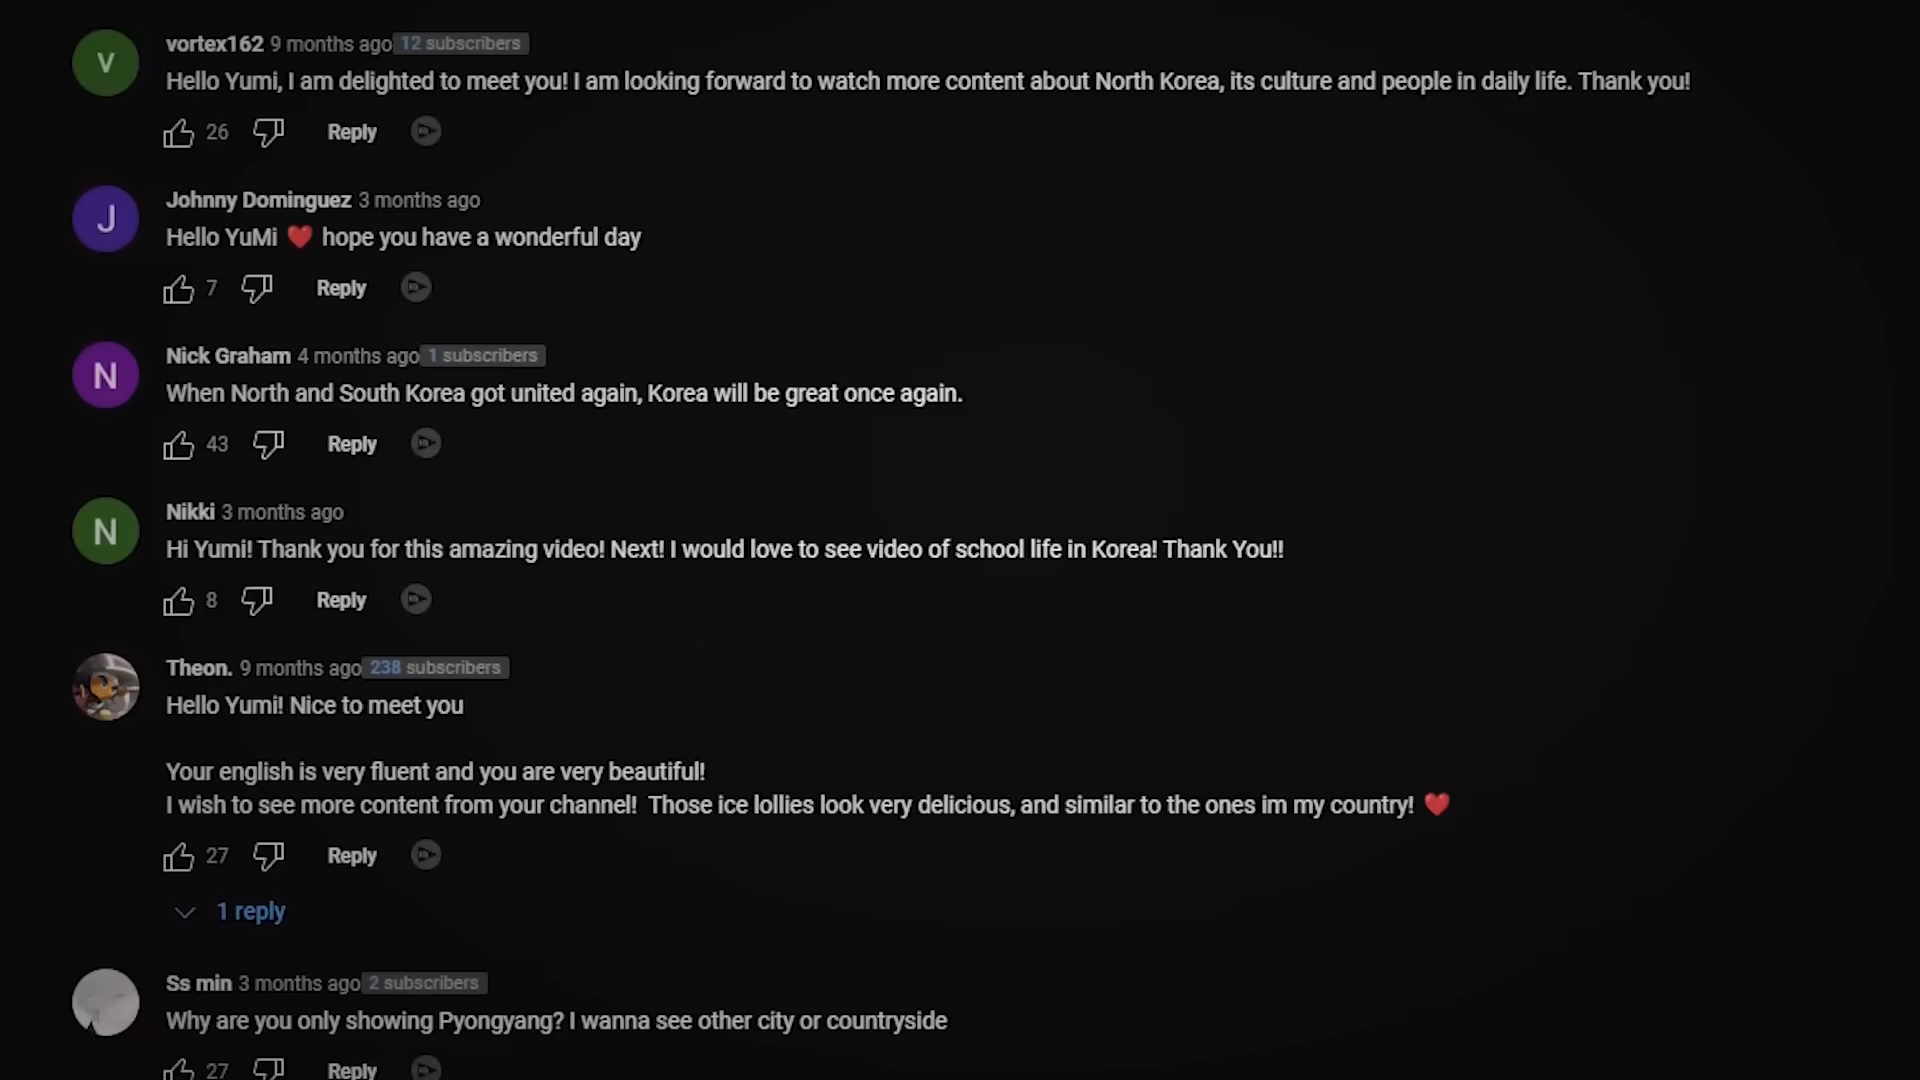 V
vortex162 9 months ago 12 subscribers
Hello Yumi, I am delighted to meet you! I am looking forward to watch more content about North Korea, its culture and people in daily life. Thank you!
26 Reply
J
Johnny Dominguez 3 months ago
Hello YuMi ❤️ hope you have a wonderful day
7 Reply
N
Nick Graham 4 months ago 1 subscribers
When North and South Korea got united again, Korea will be great once again.
43 Reply
N
Nikki 3 months ago
Hi Yumi! Thank you for this amazing video! Next! I would love to see video of school life in Korea! Thank You!!
8 Reply
Theon. 9 months ago 238 subscribers
Hello Yumi! Nice to meet you
Your english is very fluent and you are very beautiful!
I wish to see more content from your channel! Those ice lollies look very delicious, and similar to the ones im my country! ❤️
27 Reply
1 reply
Ss min 3 months ago 2 subscribers
Why are you only showing Pyongyang? I wanna see other city or countryside
27 Reply